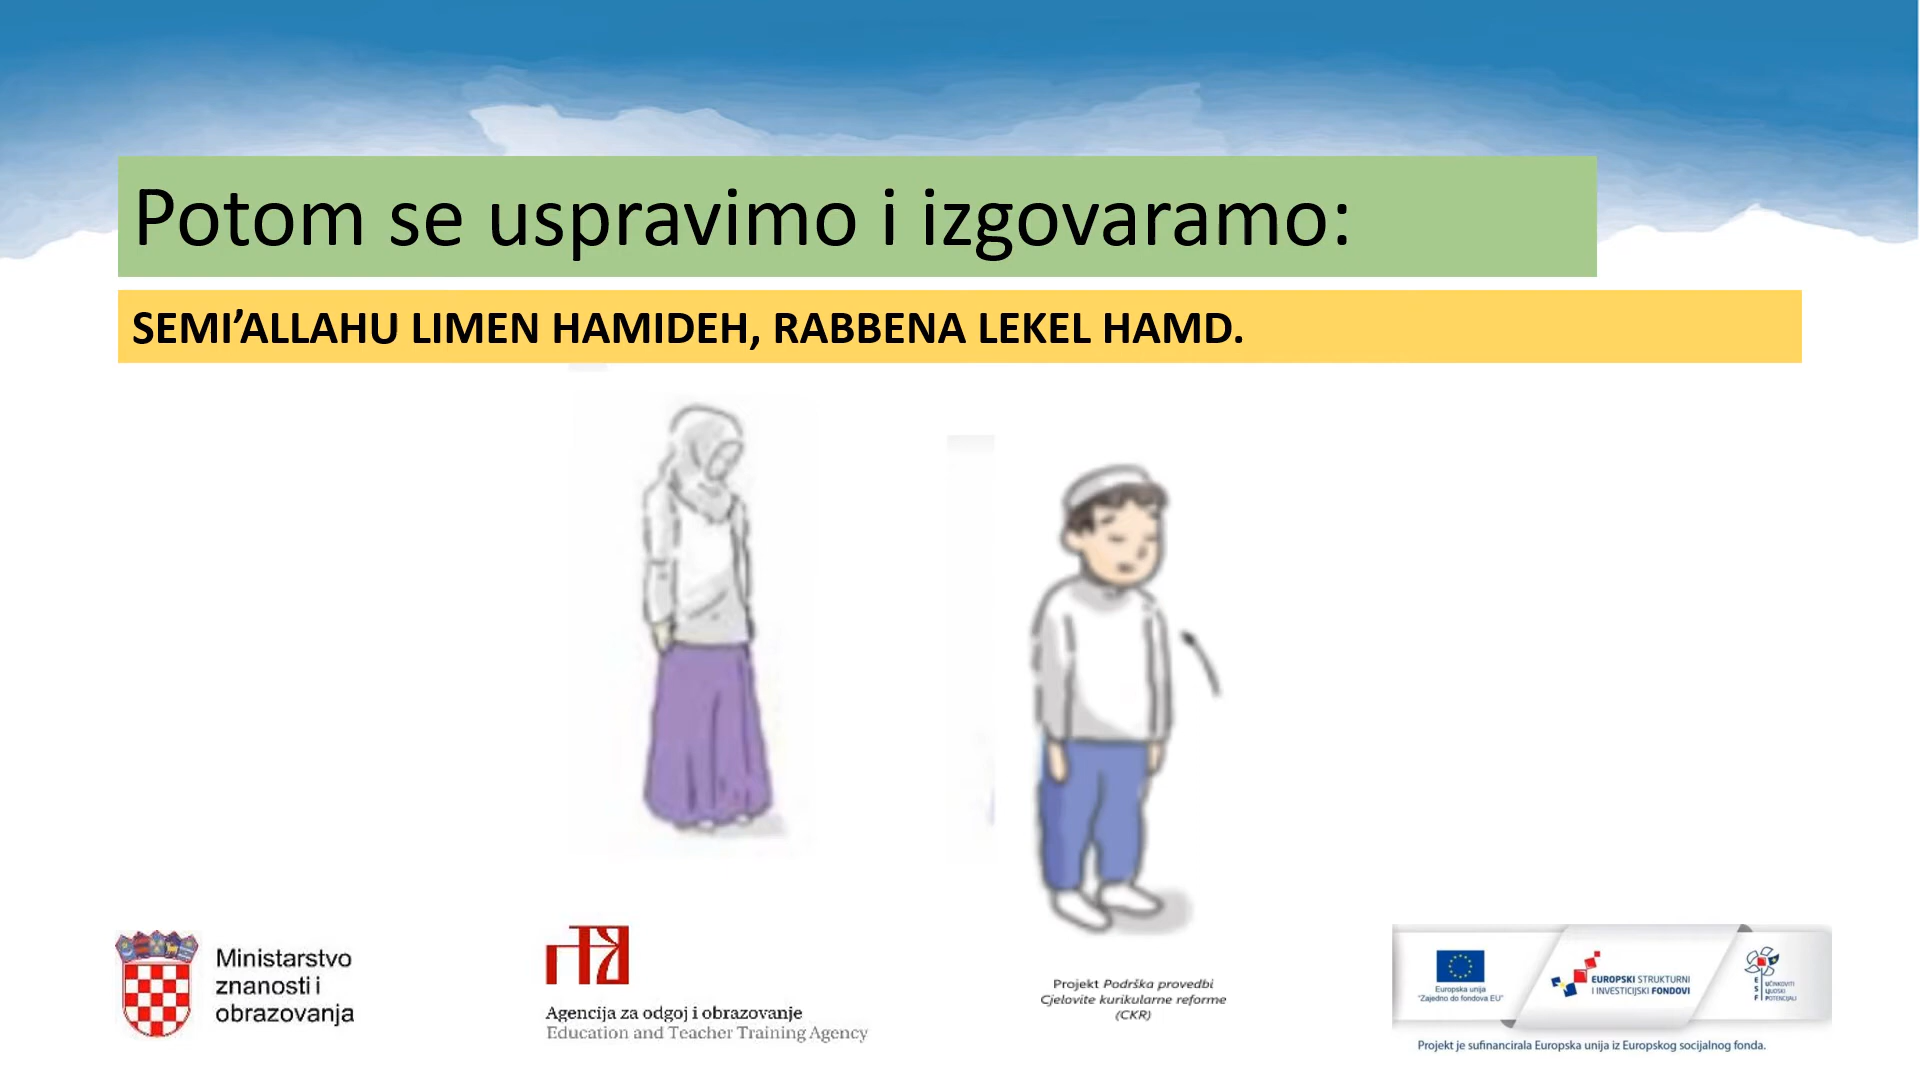 Potom se uspravimo i izgovaramo:
SEMI’ALLAHU LIMEN HAMIDEH, RABBENA LEKEL HAMD.
Ministarstvo
znanosti i
obrazovanja
Agencija za odgoj i obrazovanje
Education and Teacher Training Agency
Projekt Podrška provedbi
Cjelovite kurikularne reforme
(CKR)
Europska unija
"Zajedno do fondova EU"
EUROPSKI STRUKTURNI
I INVESTICIJSKI FONDOVI
ESF
UČINKOVITI
LJUDSKI
POTENCIJALI
Projekt je sufinancirala Europska unija iz Europskog socijalnog fonda.